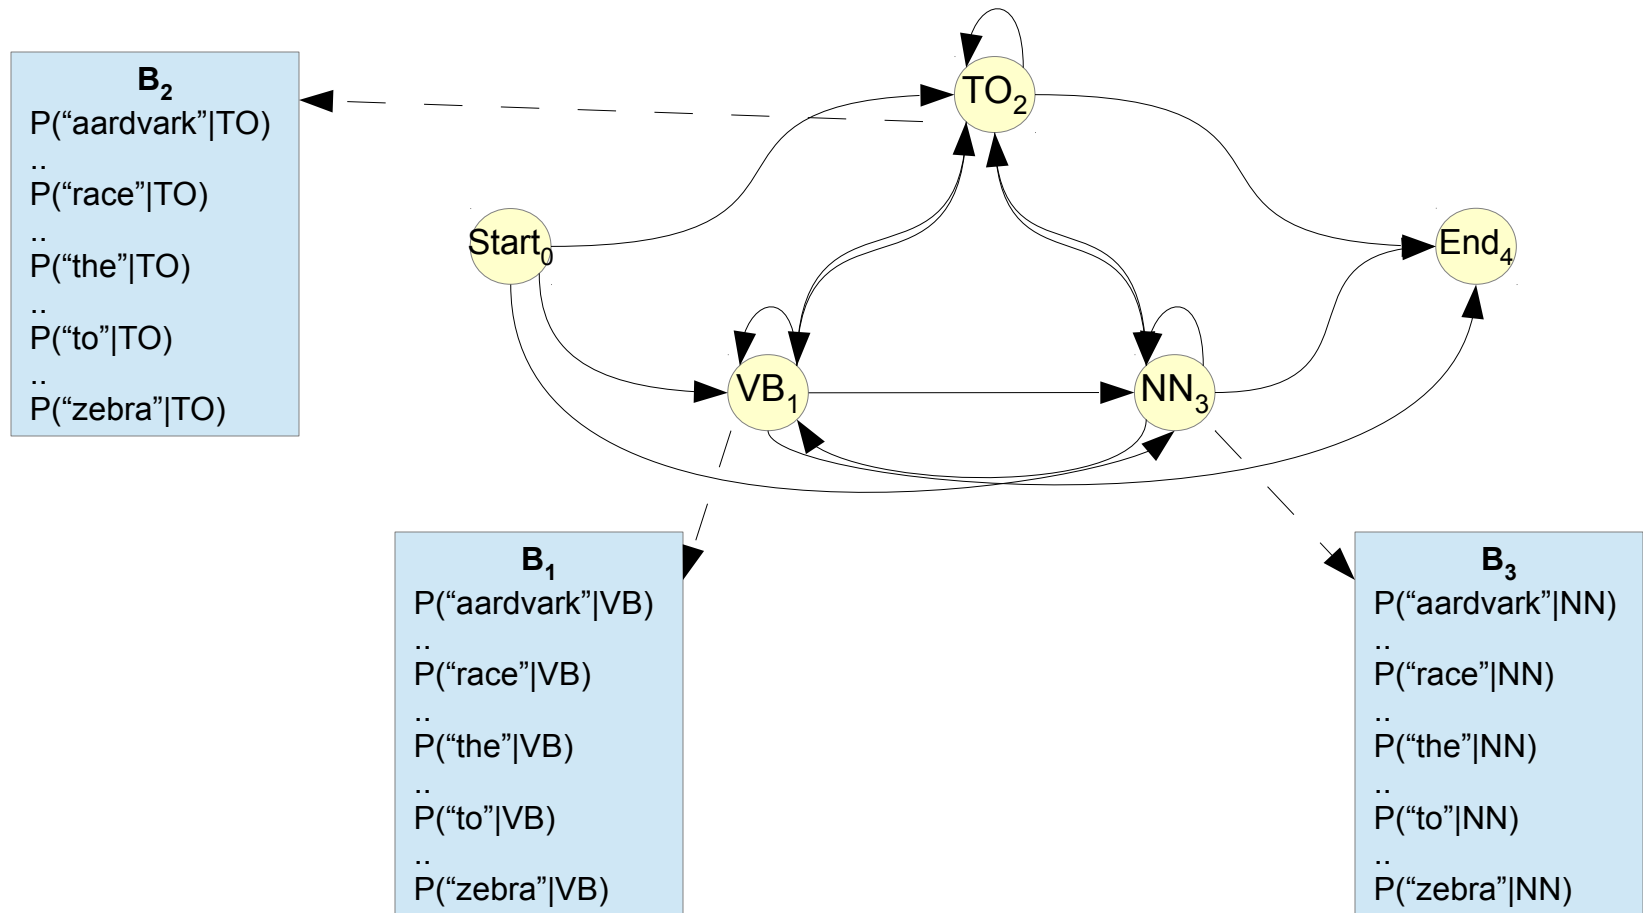 B₂
P(“aardvark”|TO)
..
P(“race”|TO)
..
P(“the”|TO)
..
P(“to”|TO)
..
P(“zebra”|TO)
TO₂
Start₀
End₄
VB₁
NN₃
B₁
P(“aardvark”|VB)
..
P(“race”|VB)
..
P(“the”|VB)
..
P(“to”|VB)
..
P(“zebra”|VB)
B₃
P(“aardvark”|NN)
..
P(“race”|NN)
..
P(“the”|NN)
..
P(“to”|NN)
..
P(“zebra”|NN)